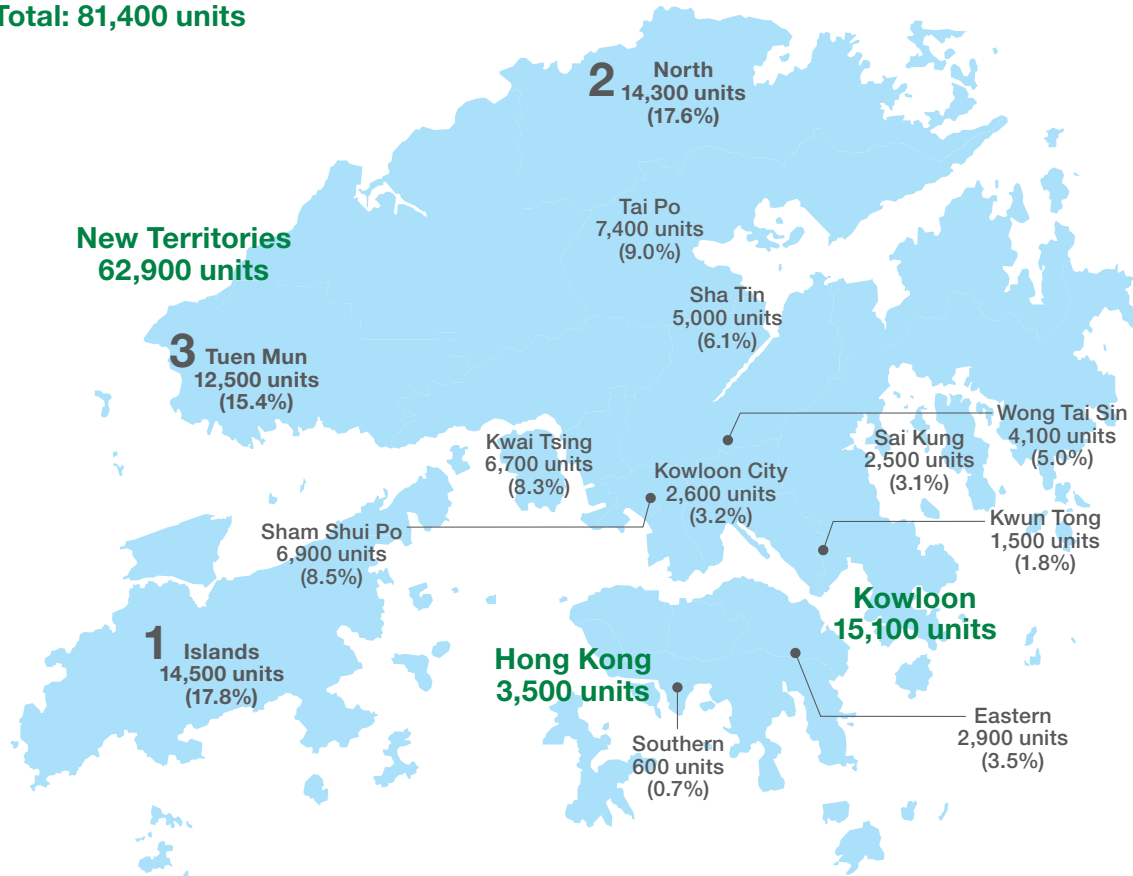 Total: 81,400 units
2
North
14,300 units
(17.6%)
Tai Po
7,400 units
(9.0%)
New Territories
62,900 units
Sha Tin
5,000 units
(6.1%)
3
Tuen Mun
12,500 units
(15.4%)
Wong Tai Sin
4,100 units
(5.0%)
Sai Kung
2,500 units
(3.1%)
Kwai Tsing
6,700 units
(8.3%)
Kowloon City
2,600 units
(3.2%)
Kwun Tong
1,500 units
(1.8%)
Sham Shui Po
6,900 units
(8.5%)
Kowloon
15,100 units
1
Islands
14,500 units
(17.8%)
Hong Kong
3,500 units
Eastern
2,900 units
(3.5%)
Southern
600 units
(0.7%)